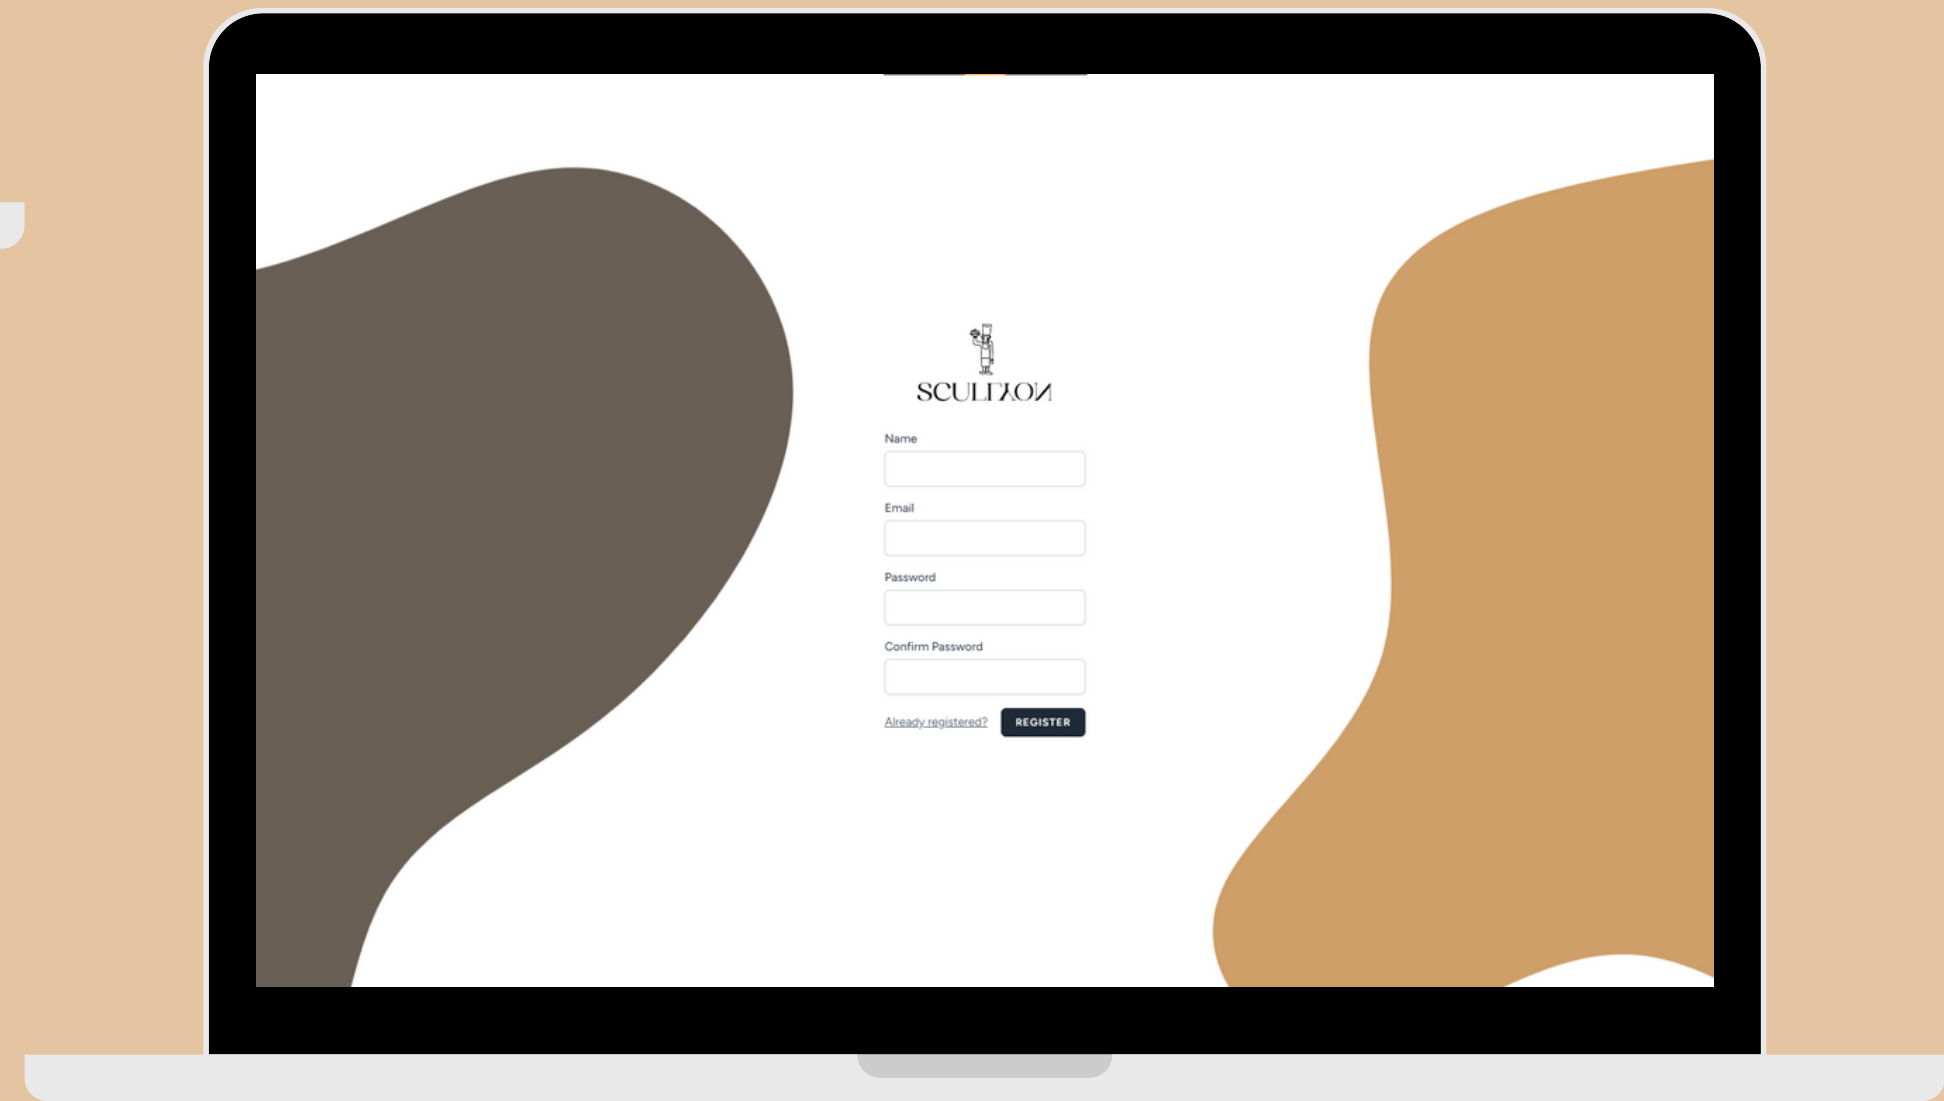 SCULLYON
Name
Email
Password
Confirm Password
Already registered?
REGISTER